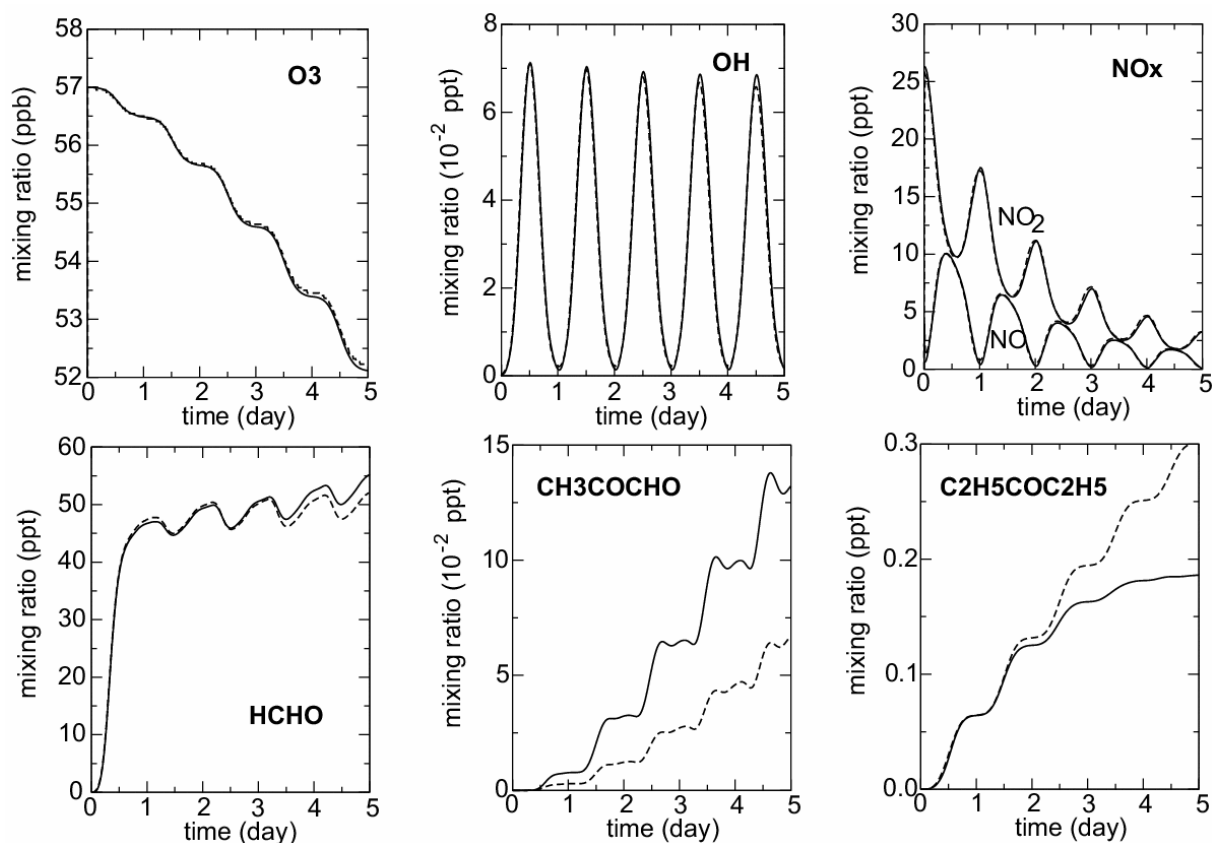 58
57
56
55
54
53
52
mixing ratio (ppb)
O3
0 1 2 3 4 5
time (day)
8
6
4
2
0
mixing ratio (10⁻² ppt)
OH
0 1 2 3 4 5
time (day)
30
25
20
15
10
5
0
mixing ratio (ppt)
NOx
NO2
NO
0 1 2 3 4 5
time (day)
60
50
40
30
20
10
0
mixing ratio (ppt)
HCHO
0 1 2 3 4 5
time (day)
15
10
5
0
mixing ratio (10⁻² ppt)
CH3COCHO
0 1 2 3 4 5
time (day)
0.3
0.2
0.1
0.0
mixing ratio (ppt)
C2H5COC2H5
0 1 2 3 4 5
time (day)